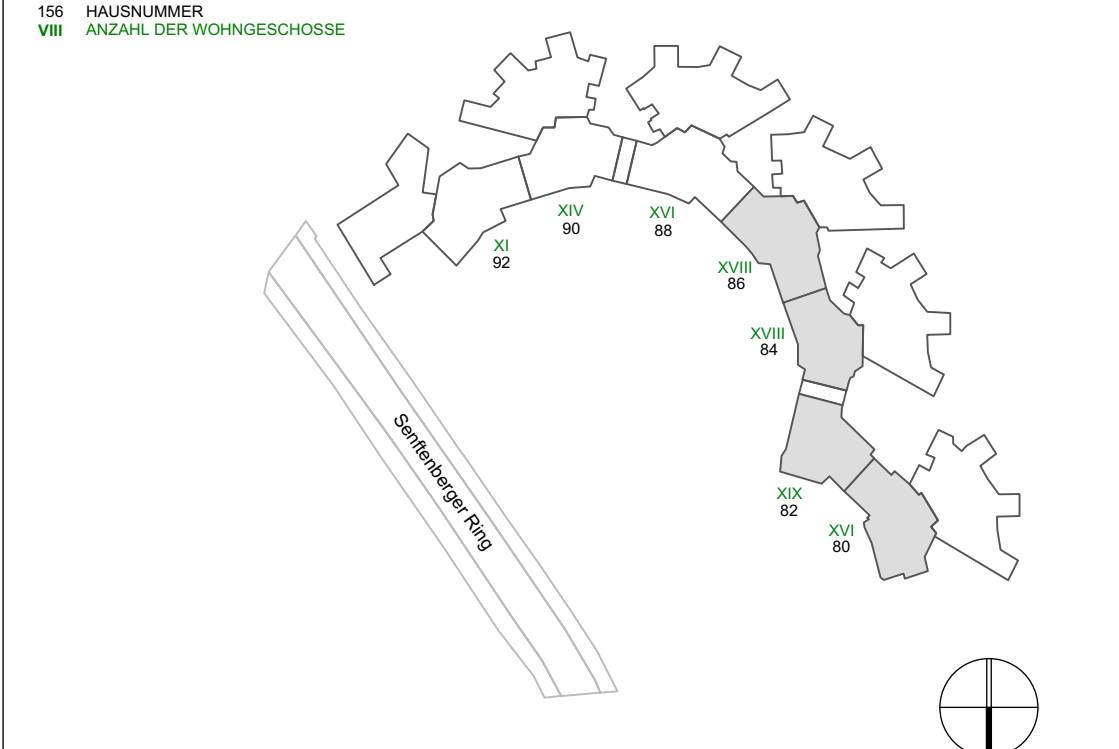 156 HAUSNUMMER
VIII ANZAHL DER WOHNGESCHOSSE
XIV
90
XVI
88
XI
92
XVIII
86
XVIII
84
Senftenberger Ring
XIX
82
XVI
80